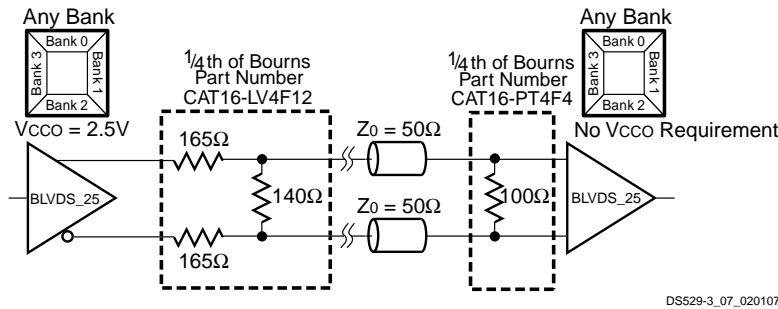 Any Bank
Bank 0
Bank 3
Bank 1
Bank 2
VCCO = 2.5V
BLVDS_25
1/4th of Bourns
Part Number
CAT16-LV4F12
165Ω
140Ω
165Ω
Z0 = 50Ω
Z0 = 50Ω
1/4th of Bourns
Part Number
CAT16-PT4F4
100Ω
Any Bank
Bank 0
Bank 3
Bank 1
Bank 2
No VCCO Requirement
BLVDS_25
DS529-3_07_020107